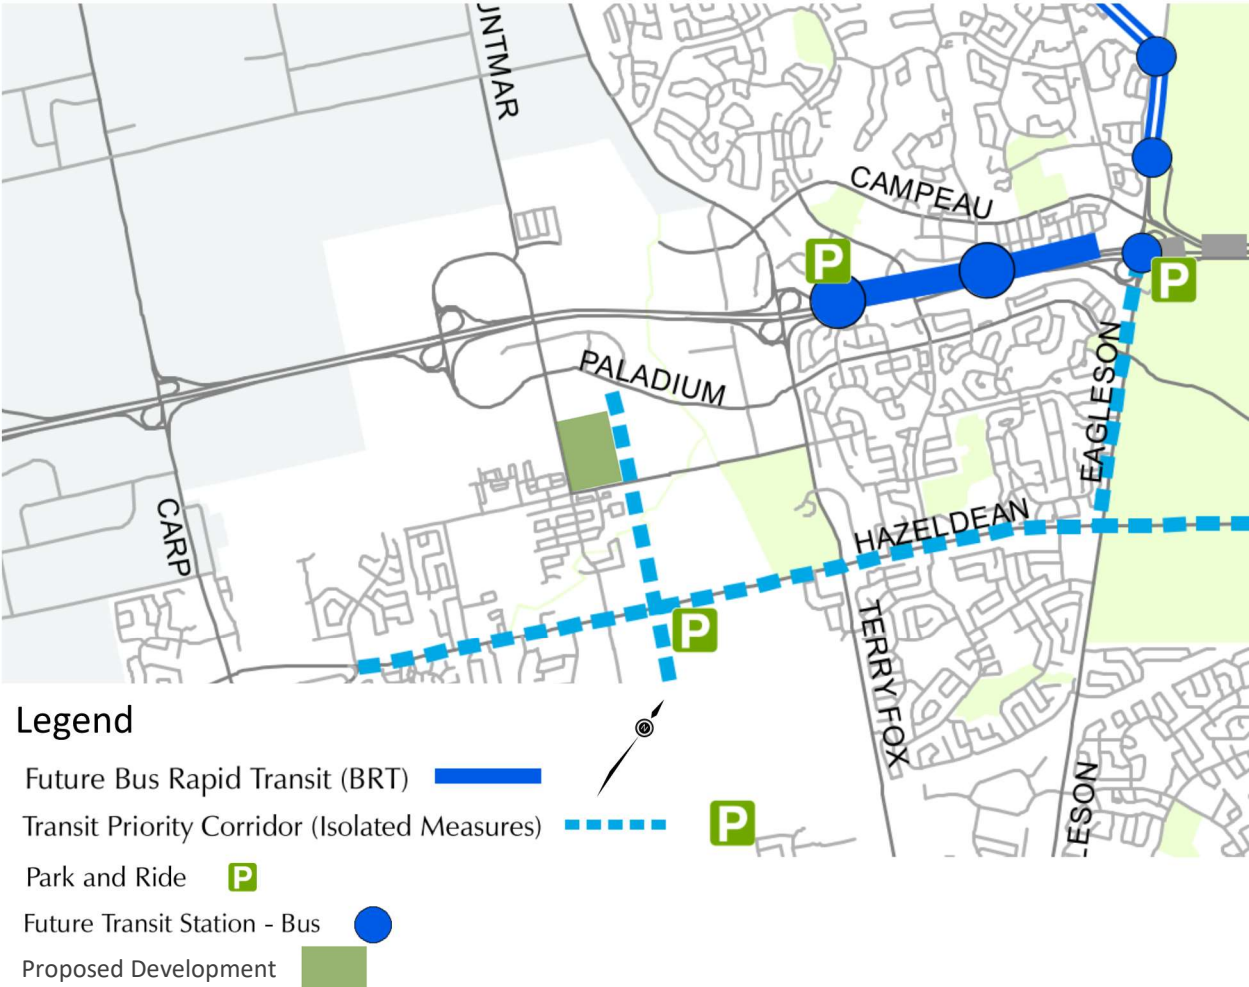 UNTMAR
CAMPEAU
P
P
PALADIUM
EAGLESON
CARP
HAZELDEAN
P
TERRY FOX
Legend
Future Bus Rapid Transit (BRT)
Transit Priority Corridor (Isolated Measures)
P
LESON
Park and Ride P
Future Transit Station - Bus
Proposed Development